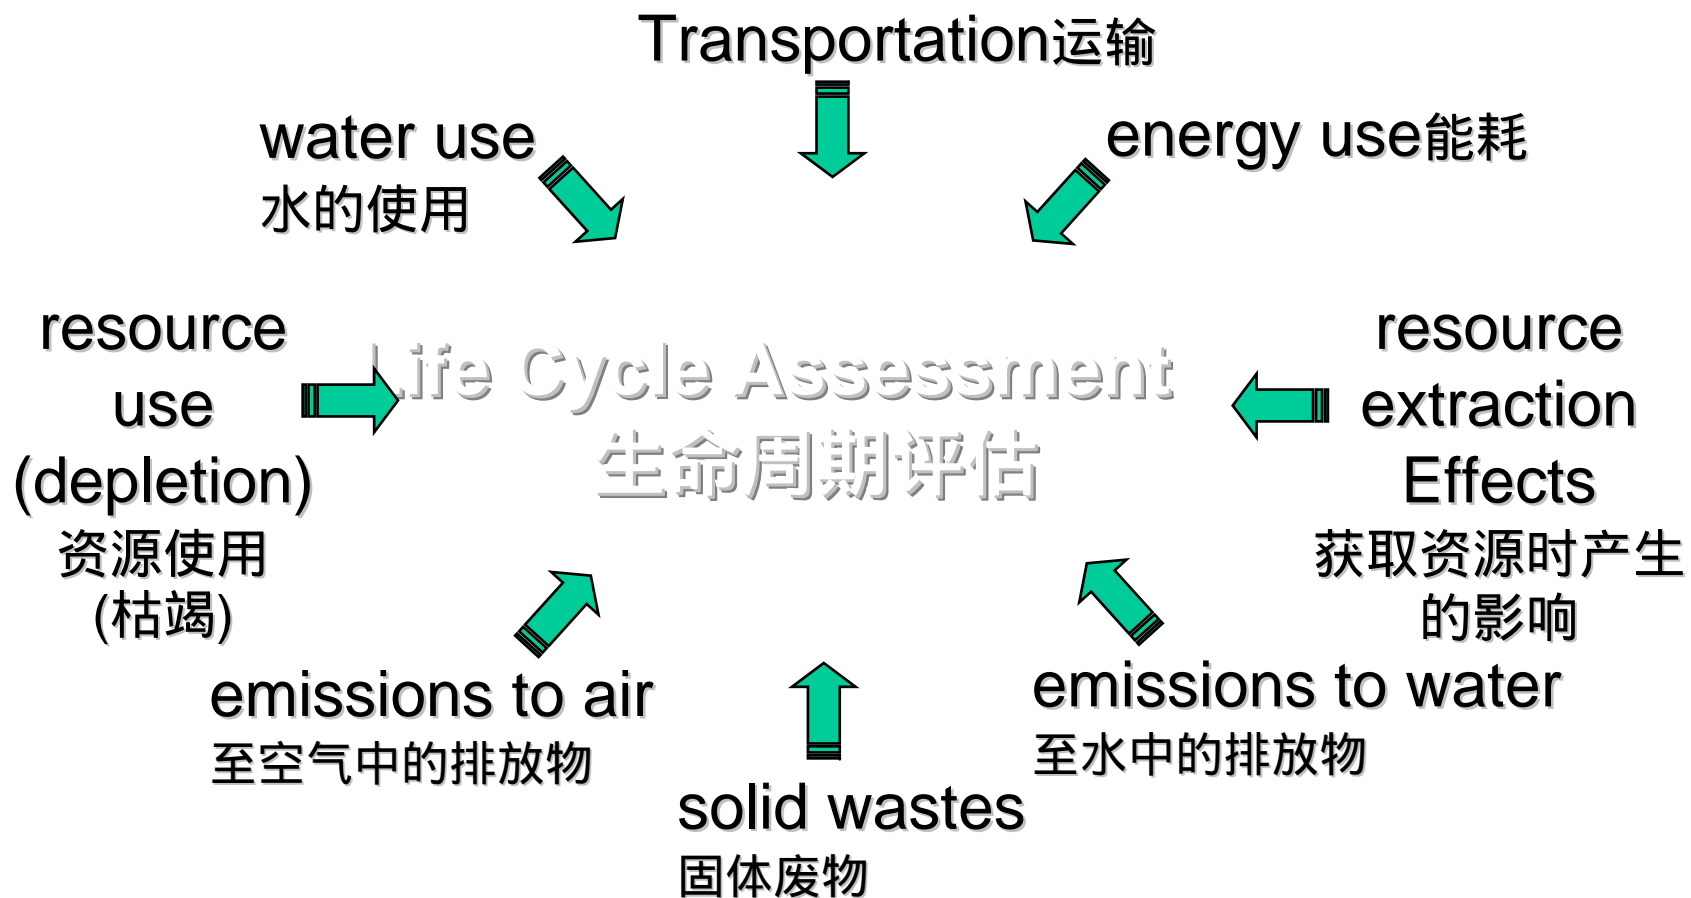 Transportation运输
water use
水的使用
energy use能耗
resource
use
(depletion)
资源使用
(枯竭)
Life Cycle Assessment
生命周期评估
resource
extraction
Effects
获取资源时产生
的影响
emissions to air
至空气中的排放物
solid wastes
固体废物
emissions to water
至水中的排放物